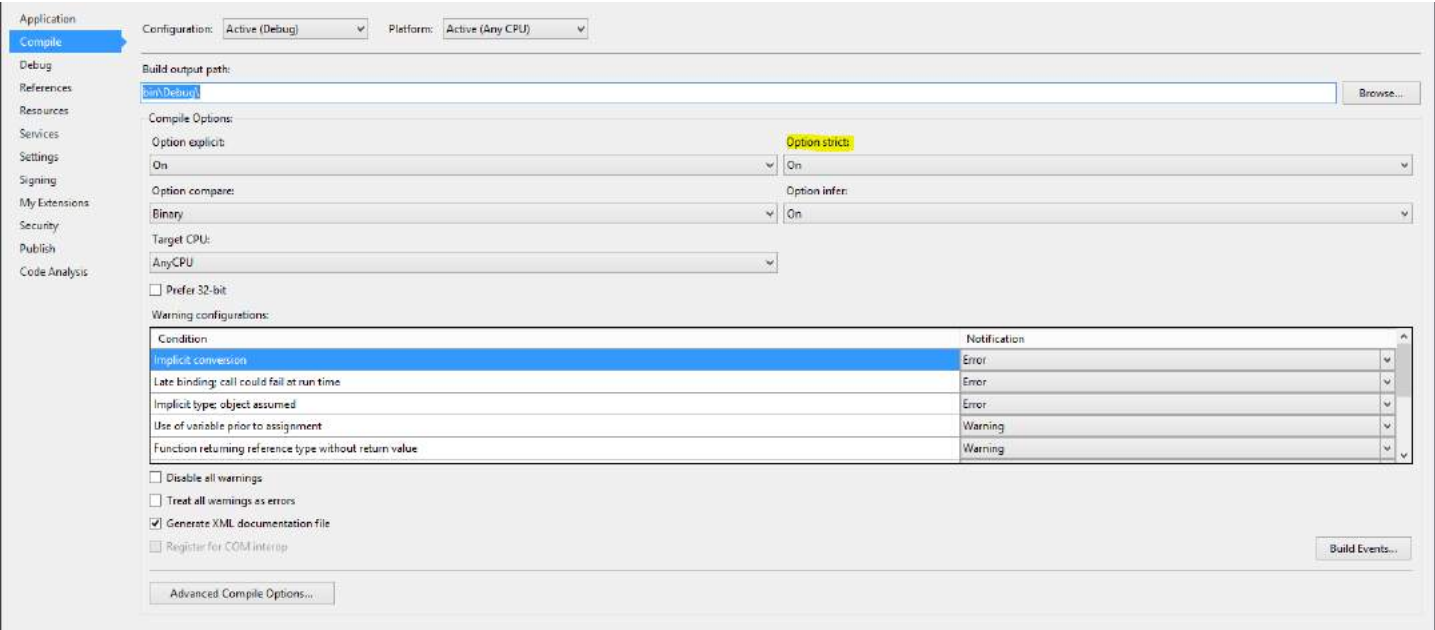 Application
Compile
Debug
References
Resources
Services
Settings
Signing
My Extensions
Security
Publish
Code Analysis
Configuration: Active (Debug) Platform: Active (Any CPU)
Build output path:
bin\Debug\ Browse...
Compile Options:
Option explicit: Option strict:
On On
Option compare: Option infer:
Binary On
Target CPU:
AnyCPU
Prefer 32-bit
Warning configurations:
Condition Notification
Implicit conversion Error
Late binding; call could fail at run time Error
Implicit type; object assumed Error
Use of variable prior to assignment Warning
Function returning reference type without return value Warning
Disable all warnings
Treat all warnings as errors
Generate XML documentation file
Register for COM interop Build Events...
Advanced Compile Options...